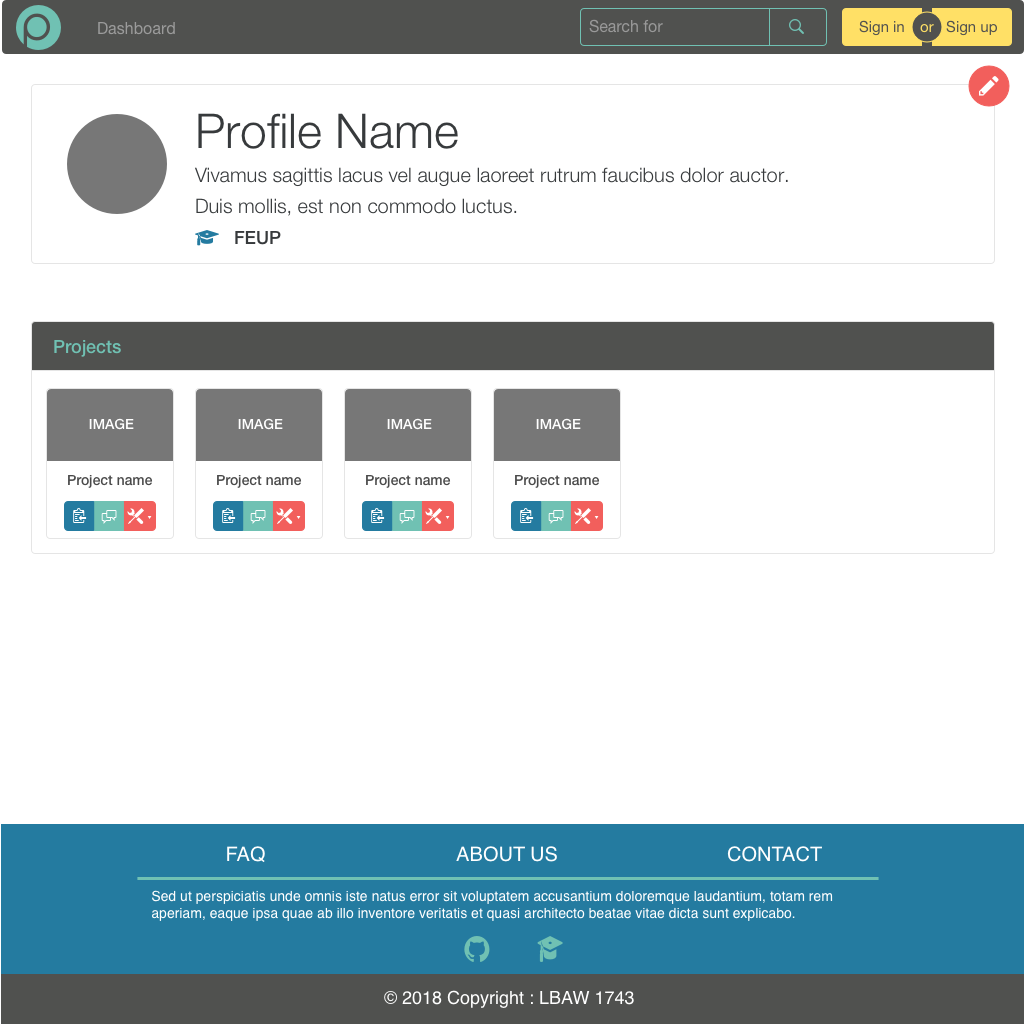 Dashboard
Search for
Sign in or Sign up
Profile Name
Vivamus sagittis lacus vel augue laoreet rutrum faucibus dolor auctor.
Duis mollis, est non commodo luctus.
FEUP
Projects
IMAGE IMAGE IMAGE IMAGE
Project name Project name Project name Project name
FAQ ABOUT US CONTACT
Sed ut perspiciatis unde omnis iste natus error sit voluptatem accusantium doloremque laudantium, totam rem
aperiam, eaque ipsa quae ab illo inventore veritatis et quasi architecto beatae vitae dicta sunt explicabo.
© 2018 Copyright : LBAW 1743